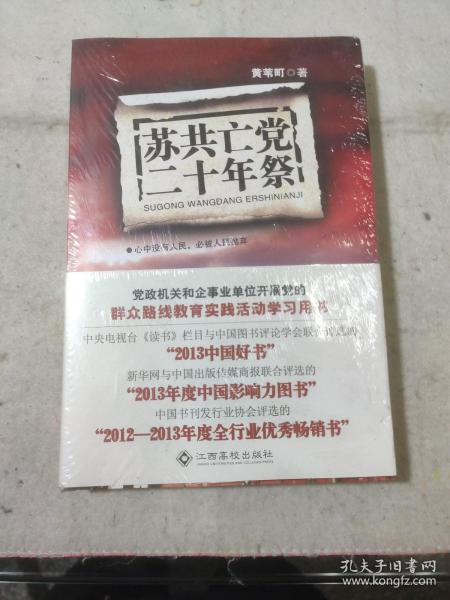 黄苇町◎著
苏共亡党
二十年祭
SUGONG WANGDANG ERSHINIANJI
●心中没有人民，必被人民抛弃
党政机关和企事业单位开展党的
群众路线教育实践活动学习用书
中央电视台《读书》栏目与中国图书评论学会联合评选的
“2013中国好书”
新华网与中国出版传媒商报联合评选的
“2013年度中国影响力图书”
中国书刊发行业协会评选的
“2012—2013年度全行业优秀畅销书”
江西高校出版社
JIANGXI UNIVERSITIES AND COLLEGES PRESS
孔夫子旧书网
www.kongfz.com